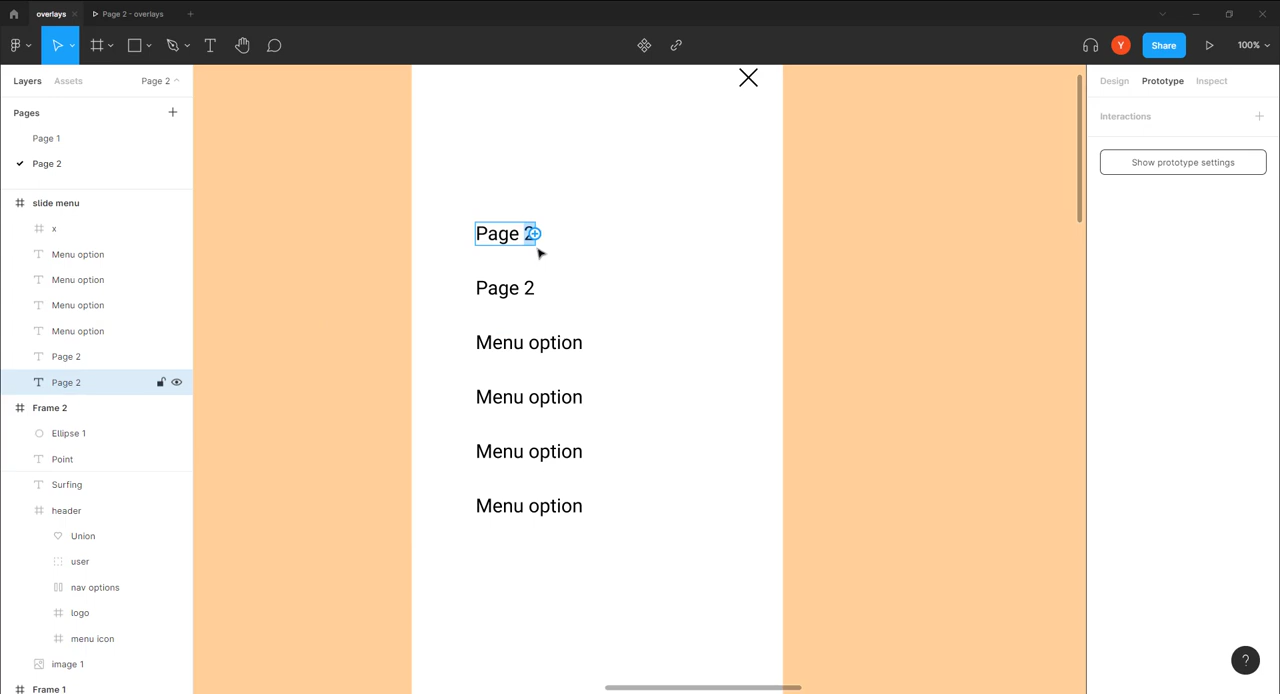 overlays
Page 2 - overlays
Y
Share
100%
Layers
Assets
Page 2
Design
Prototype
Inspect
Pages
Interactions
Page 1
Show prototype settings
Page 2
slide menu
x
Page 2
Menu option
Menu option
Page 2
Menu option
Menu option
Menu option
Page 2
Menu option
Page 2
Frame 2
Ellipse 1
Menu option
Point
Surfing
Menu option
header
Union
user
nav options
logo
menu icon
image 1
Frame 1
?